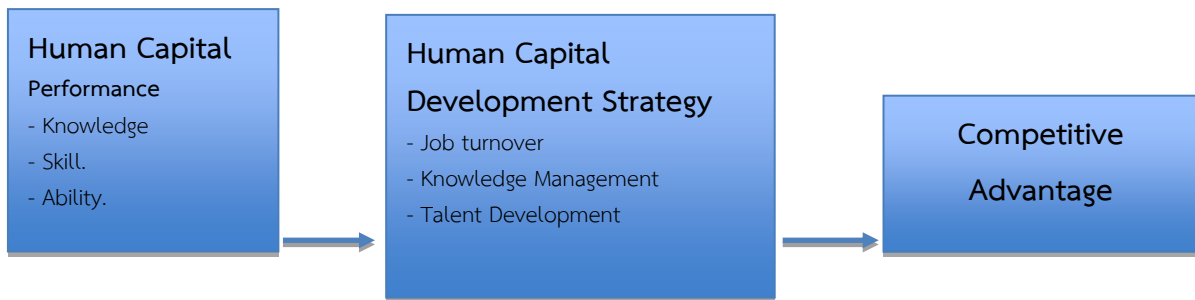 Human Capital
Performance
- Knowledge
- Skill.
- Ability.
Human Capital
Development Strategy
- Job turnover
- Knowledge Management
- Talent Development
Competitive
Advantage